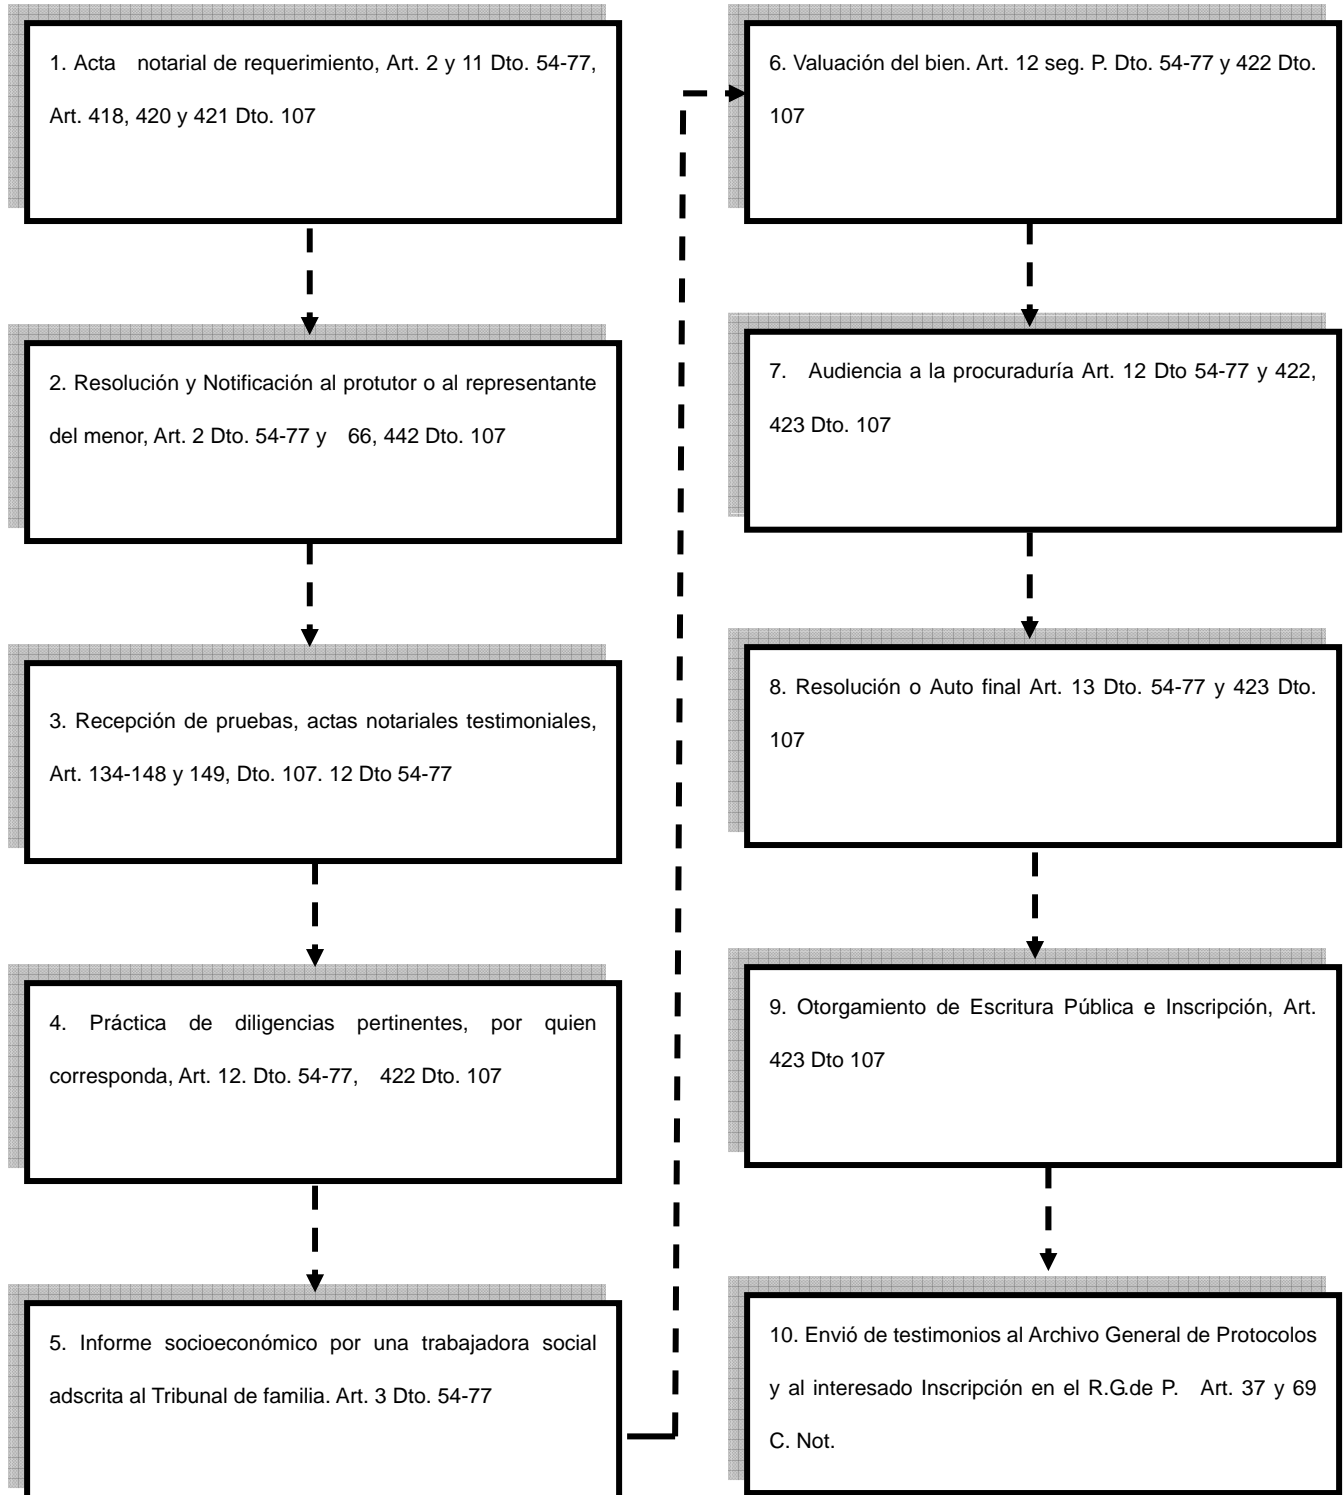 1. Acta notarial de requerimiento, Art. 2 y 11 Dto. 54-77,
Art. 418, 420 y 421 Dto. 107
2. Resolución y Notificación al protutor o al representante
del menor, Art. 2 Dto. 54-77 y 66, 442 Dto. 107
3. Recepción de pruebas, actas notariales testimoniales,
Art. 134-148 y 149, Dto. 107. 12 Dto 54-77
4. Práctica de diligencias pertinentes, por quien
corresponda, Art. 12. Dto. 54-77, 422 Dto. 107
5. Informe socioeconómico por una trabajadora social
adscrita al Tribunal de familia. Art. 3 Dto. 54-77
6. Valuación del bien. Art. 12 seg. P. Dto. 54-77 y 422 Dto.
107
7. Audiencia a la procuraduría Art. 12 Dto 54-77 y 422,
423 Dto. 107
8. Resolución o Auto final Art. 13 Dto. 54-77 y 423 Dto.
107
9. Otorgamiento de Escritura Pública e Inscripción, Art.
423 Dto 107
10. Envió de testimonios al Archivo General de Protocolos
y al interesado Inscripción en el R.G.de P. Art. 37 y 69
C. Not.